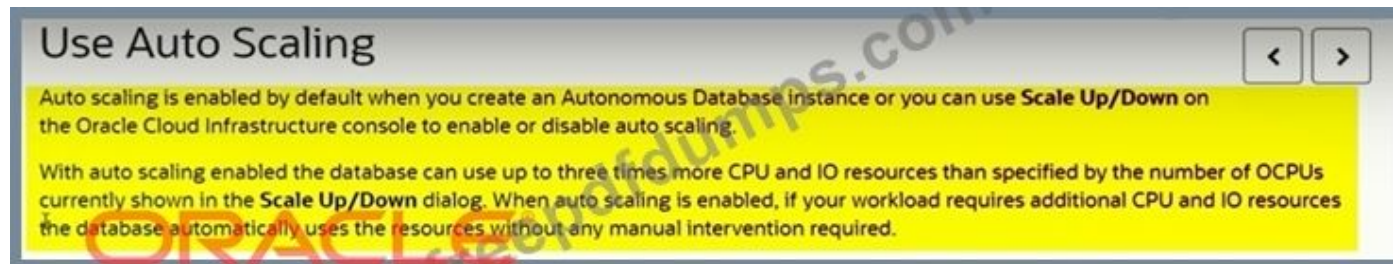 Use Auto Scaling
< >
Auto scaling is enabled by default when you create an Autonomous Database instance or you can use Scale Up/Down on
the Oracle Cloud Infrastructure console to enable or disable auto scaling.
With auto scaling enabled the database can use up to three times more CPU and IO resources than specified by the number of OCPUs
currently shown in the Scale Up/Down dialog. When auto scaling is enabled, if your workload requires additional CPU and IO resources
the database automatically uses the resources without any manual intervention required.
ORACLE
freepdfdumps.com